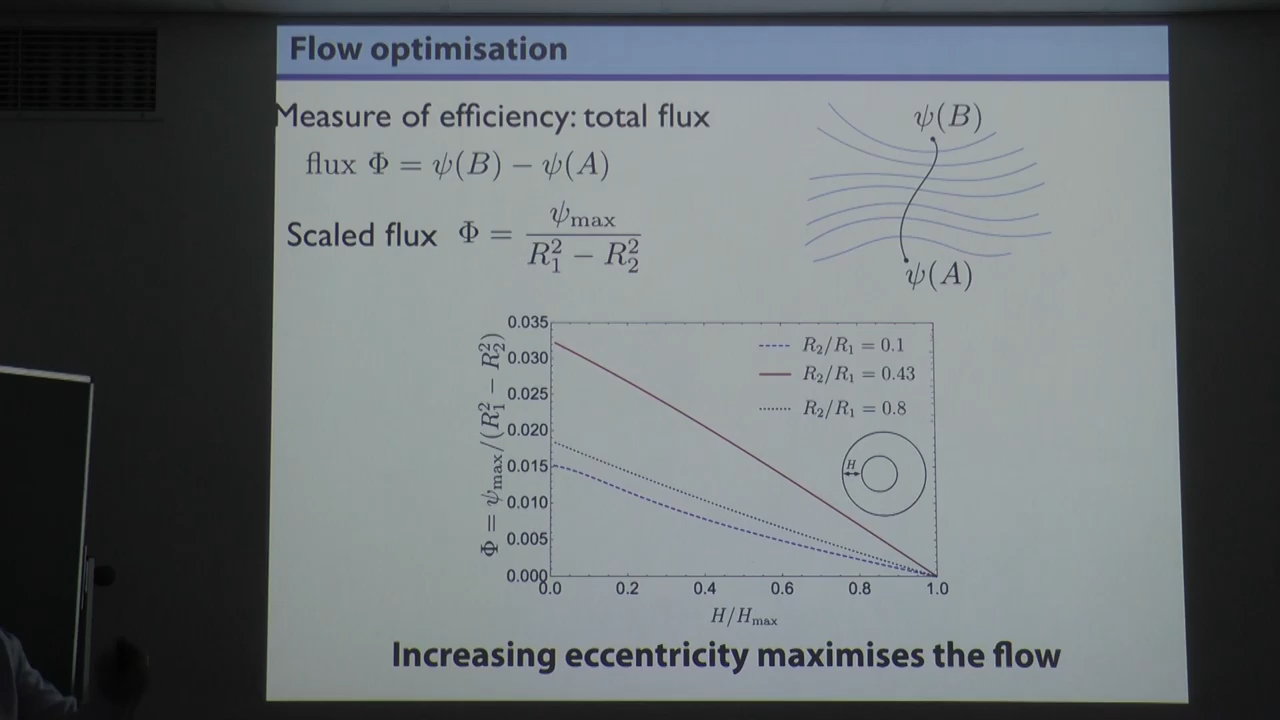 Flow optimisation
Measure of efficiency: total flux
flux Φ = ψ(B) − ψ(A)
Scaled flux Φ = ψmax / (R₁² − R₂²)
ψ(B)
ψ(A)
Φ = ψmax/(R₁² − R₂²)
0.035
0.030
0.025
0.020
0.015
0.010
0.005
0.000
R₂/R₁ = 0.1
R₂/R₁ = 0.43
R₂/R₁ = 0.8
H
0.0 0.2 0.4 0.6 0.8 1.0
H/Hmax
Increasing eccentricity maximises the flow